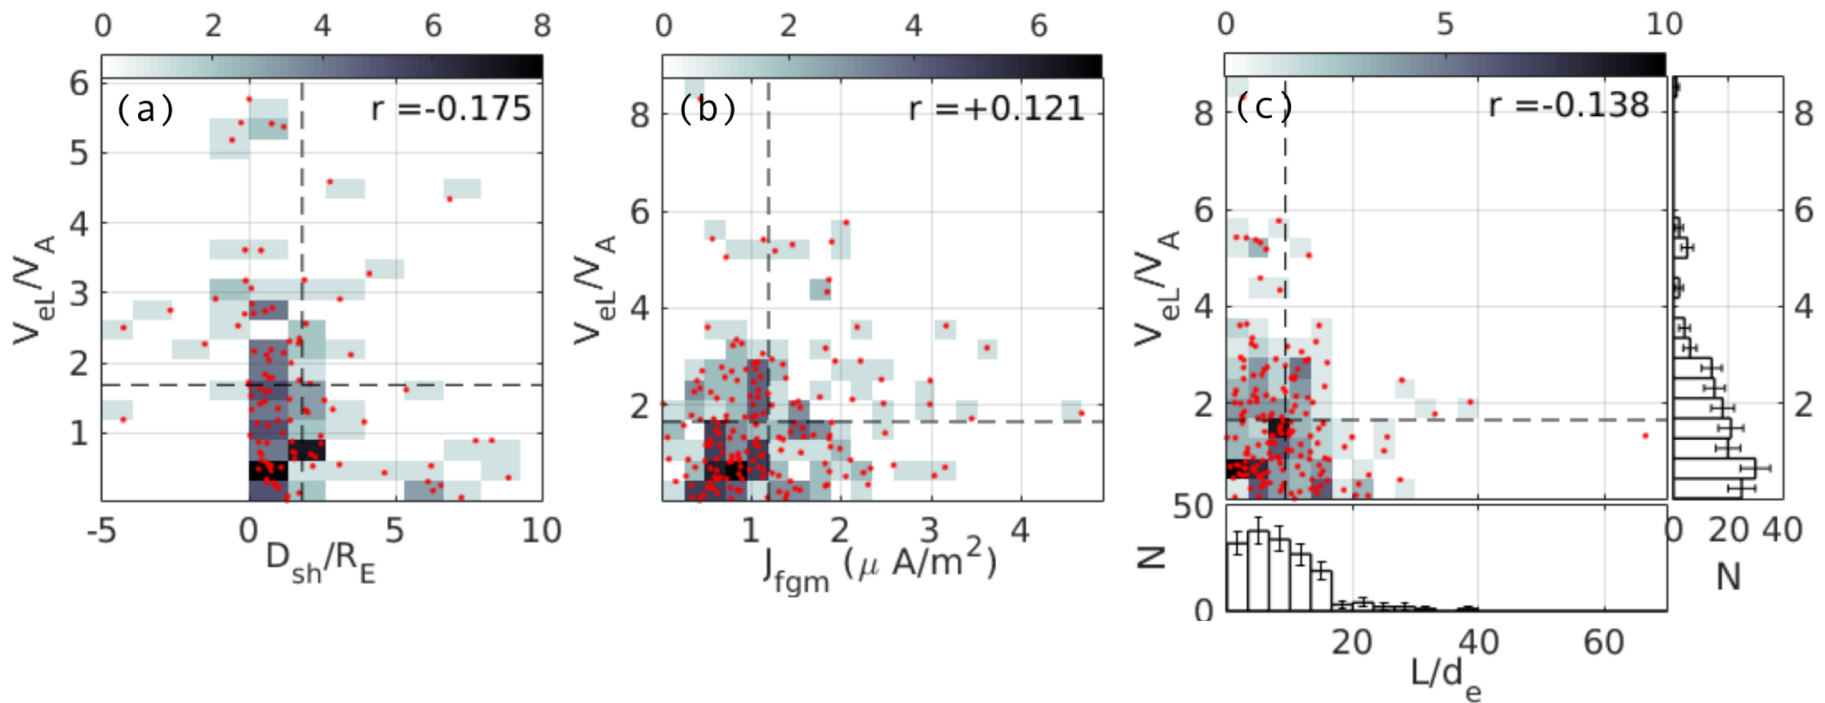 0 2 4 6 8
(a) r =-0.175
6
5
4
3
2
1
V_eL/V_A
-5 0 5 10
D_sh/R_E
0 2 4 6
(b) r =+0.121
8
6
4
2
V_eL/V_A
1 2 3 4
J_fgm (μ A/m²)
0 5 10
(c) r =-0.138
8
6
4
2
V_eL/V_A
50
0
N
20 40 60
L/d_e
8
6
4
2
0 20 40
N